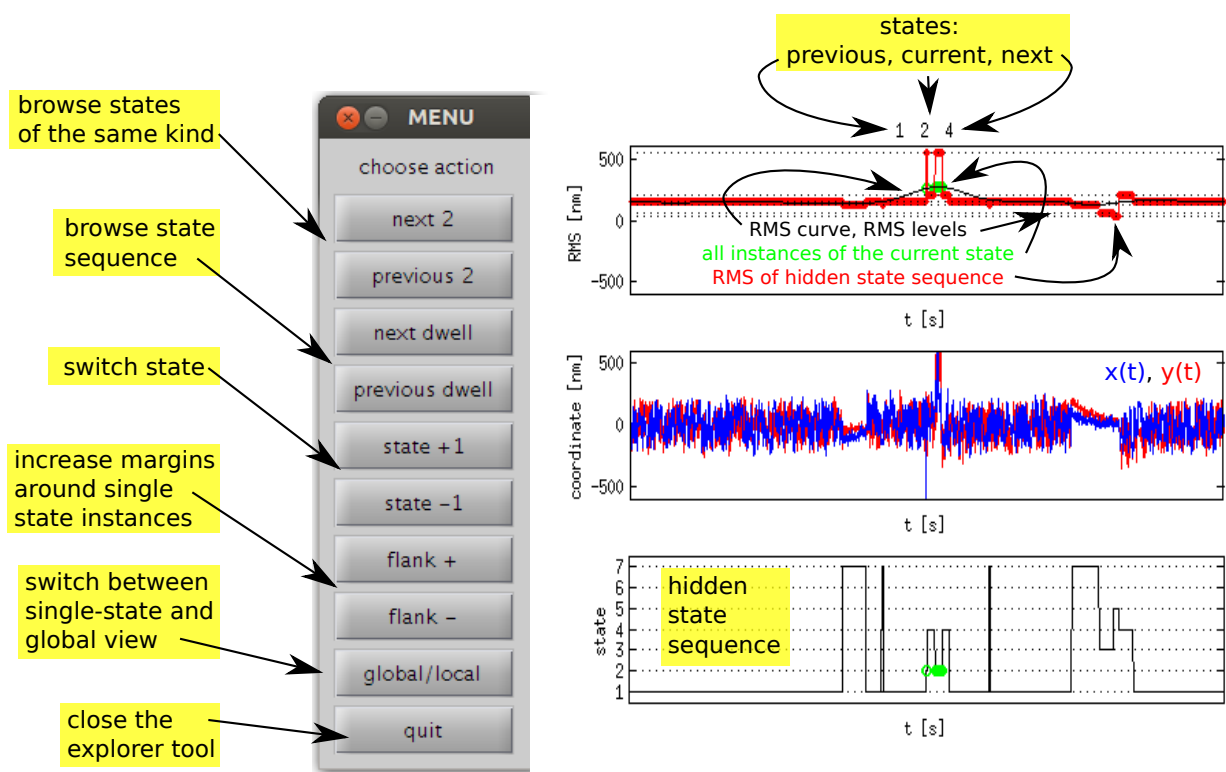 browse states
of the same kind
browse state
sequence
switch state
increase margins
around single
state instances
switch between
single-state and
global view
close the
explorer tool
MENU
choose action
next 2
previous 2
next dwell
previous dwell
state +1
state −1
flank +
flank −
global/local
quit
states:
previous, current, next
1 2 4
500
0
−500
RMS [nm]
RMS curve, RMS levels
all instances of the current state
RMS of hidden state sequence
t [s]
500
0
−500
coordinate [nm]
x(t), y(t)
t [s]
7
6
5
4
3
2
1
state
hidden
state
sequence
t [s]